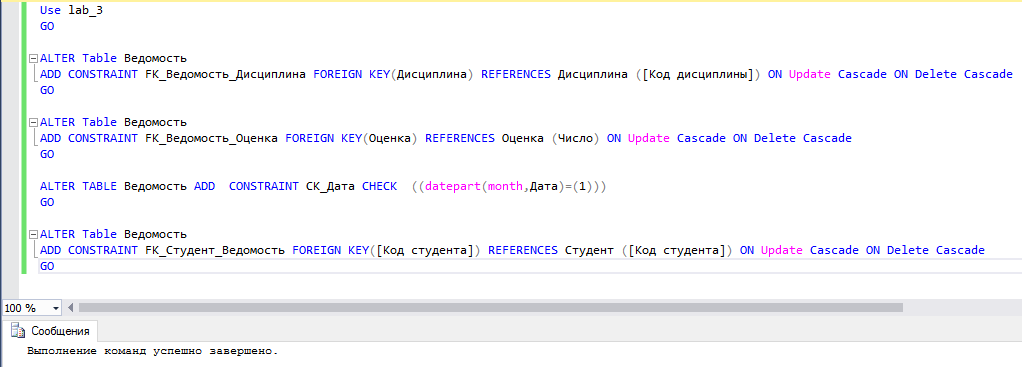 Use lab_3
GO
ALTER Table Ведомость
ADD CONSTRAINT FK_Ведомость_Дисциплина FOREIGN KEY(Дисциплина) REFERENCES Дисциплина ([Код дисциплины]) ON Update Cascade ON Delete Cascade
GO
ALTER Table Ведомость
ADD CONSTRAINT FK_Ведомость_Оценка FOREIGN KEY(Оценка) REFERENCES Оценка (Число) ON Update Cascade ON Delete Cascade
GO
ALTER TABLE Ведомость ADD  CONSTRAINT СК_Дата CHECK  ((datepart(month,Дата)=(1)))
GO
ALTER Table Ведомость
ADD CONSTRAINT FK_Студент_Ведомость FOREIGN KEY([Код студента]) REFERENCES Студент ([Код студента]) ON Update Cascade ON Delete Cascade
GO
100 %
Сообщения
Выполнение команд успешно завершено.